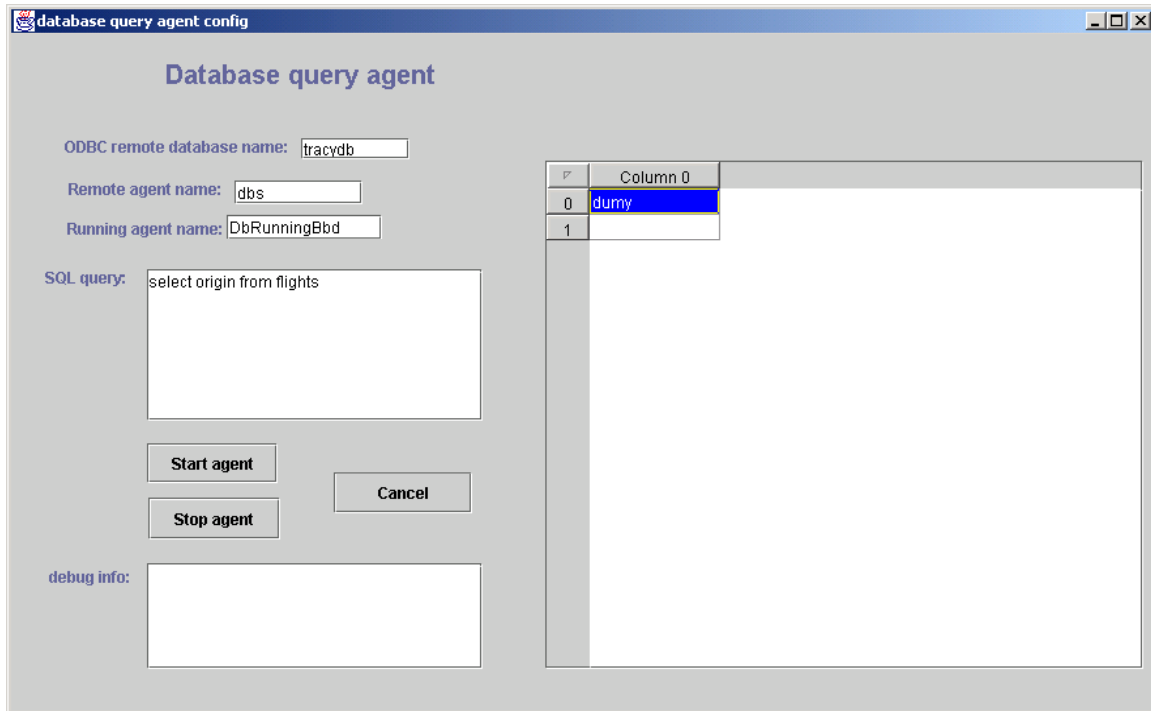 database query agent config
Database query agent
ODBC remote database name: tracydb
Remote agent name: dbs
Running agent name: DbRunningBbd
SQL query: select origin from flights
Start agent
Cancel
Stop agent
debug info:
Column 0
0 dumy
1